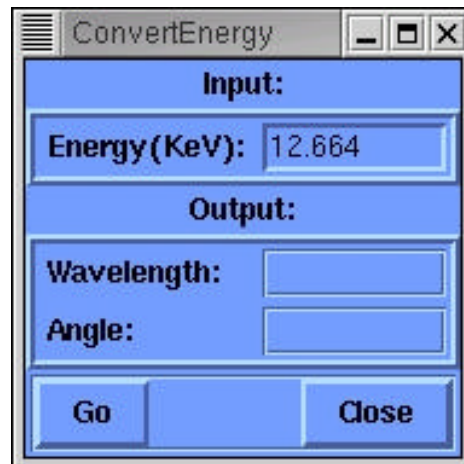 ConvertEnergy
Input:
Energy(KeV): 12.664
Output:
Wavelength:
Angle:
Go Close